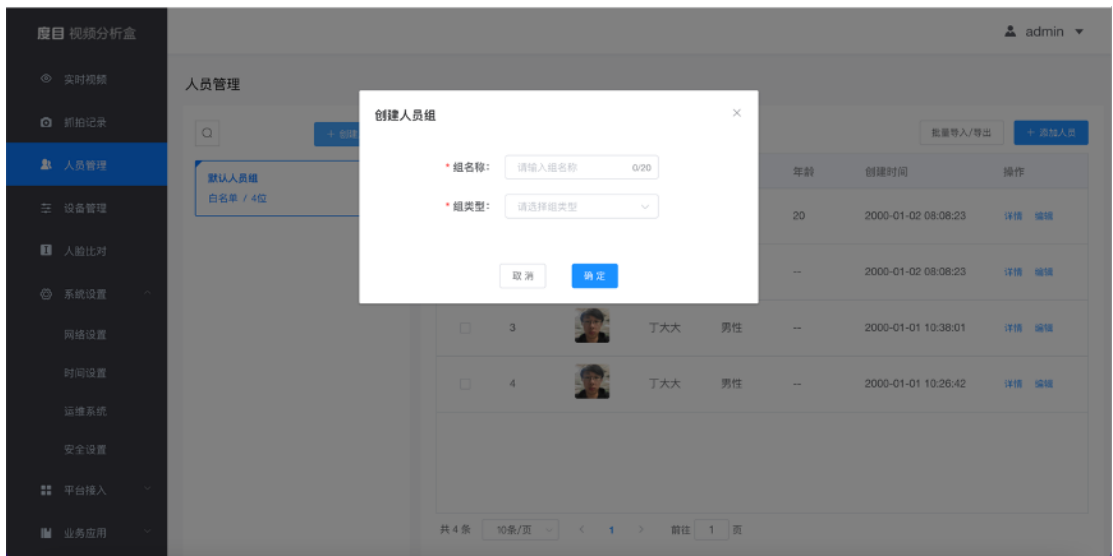 度目 视频分析盒
admin
实时视频
抓拍记录
人员管理
设备管理
人脸比对
系统设置
网络设置
时间设置
运维系统
安全设置
平台接入
业务应用
人员管理
+ 创建
默认人员组
白名单 / 4位
批量导入/导出
+ 添加人员
年龄 创建时间 操作
20 2000-01-02 08:08:23 详情 编辑
-- 2000-01-02 08:08:23 详情 编辑
3 丁大大 男性 -- 2000-01-01 10:38:01 详情 编辑
4 丁大大 男性 -- 2000-01-01 10:26:42 详情 编辑
共 4 条 10条/页 < 1 > 前往 1 页
创建人员组
* 组名称: 请输入组名称 0/20
* 组类型: 请选择组类型
取 消 确 定